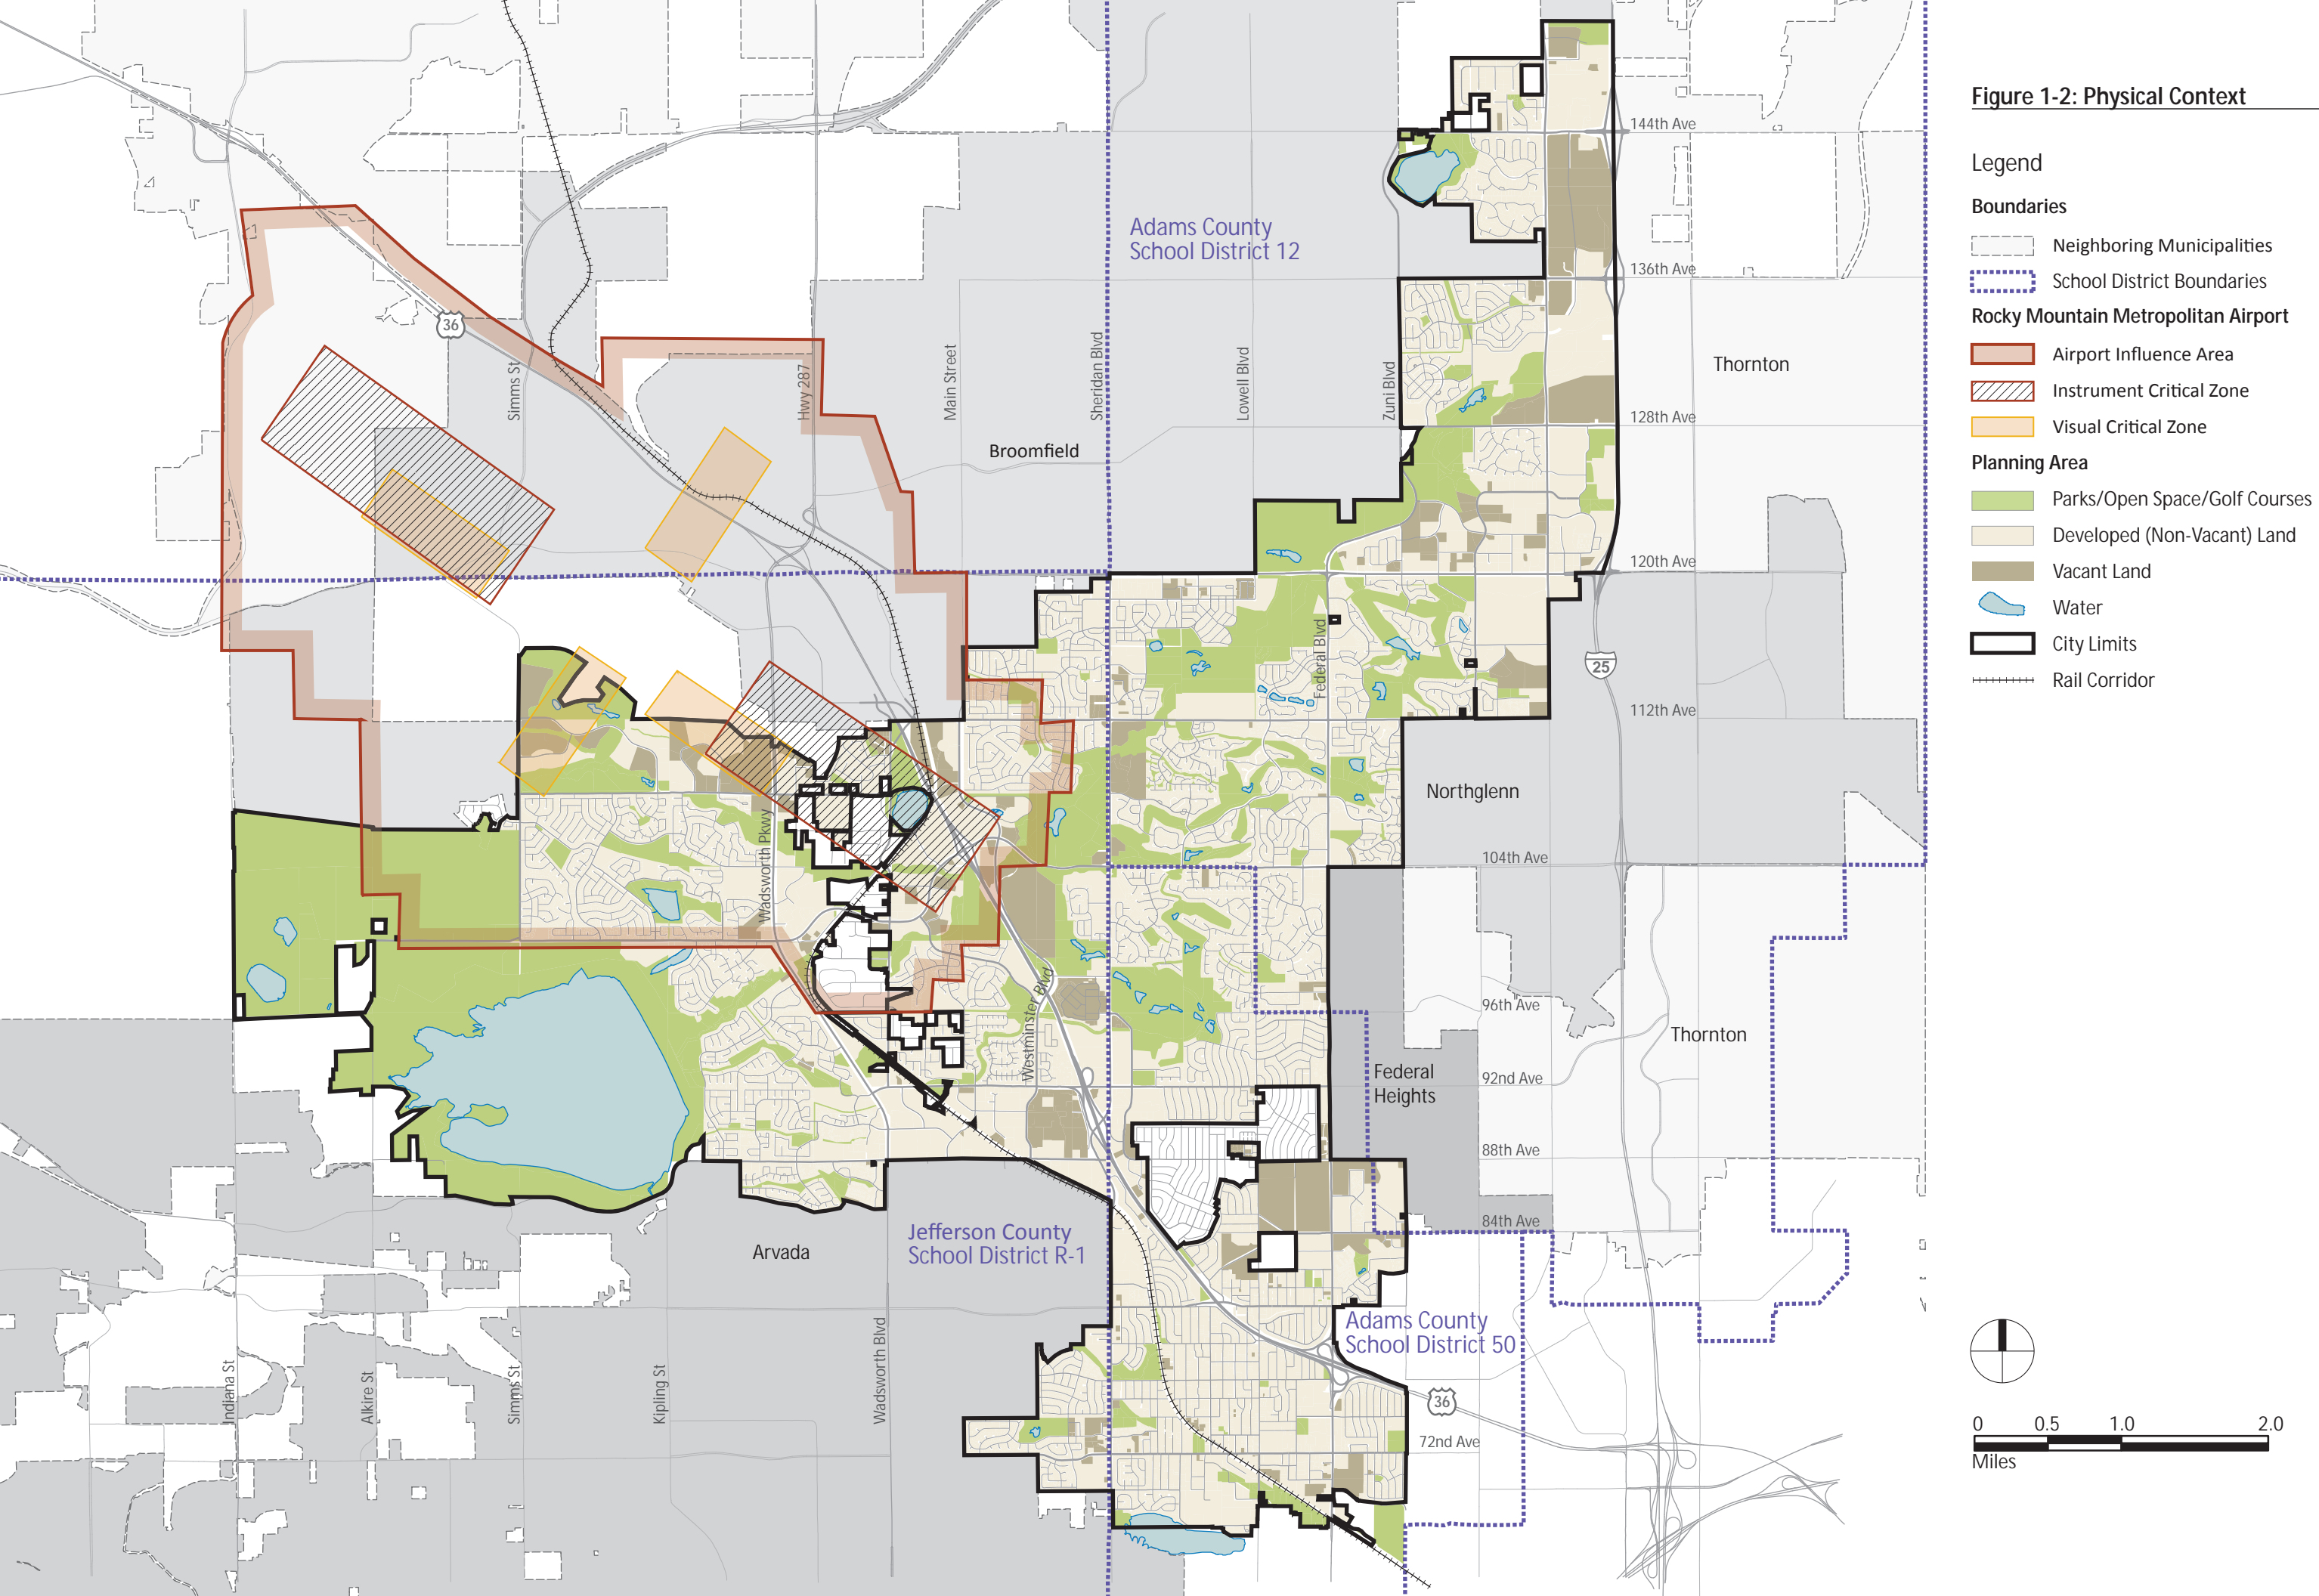 Figure 1-2: Physical Context
Legend
Boundaries
Neighboring Municipalities
School District Boundaries
Rocky Mountain Metropolitan Airport
Airport Influence Area
Instrument Critical Zone
Visual Critical Zone
Planning Area
Parks/Open Space/Golf Courses
Developed (Non-Vacant) Land
Vacant Land
Water
City Limits
Rail Corridor
0 0.5 1.0 2.0
Miles
144th Ave
Adams County
School District 12
136th Ave
36
Simms St
Hwy 287
Main Street
Sheridan Blvd
Lowell Blvd
Zuni Blvd
Thornton
128th Ave
Broomfield
120th Ave
Federal Blvd
25
112th Ave
Northglenn
Wadsworth Pkwy
104th Ave
96th Ave
Westminster Blvd
Thornton
Federal
Heights
92nd Ave
88th Ave
84th Ave
Jefferson County
School District R-1
Arvada
Adams County
School District 50
Indiana St
Alkire St
Simms St
Kipling St
Wadsworth Blvd
36
72nd Ave